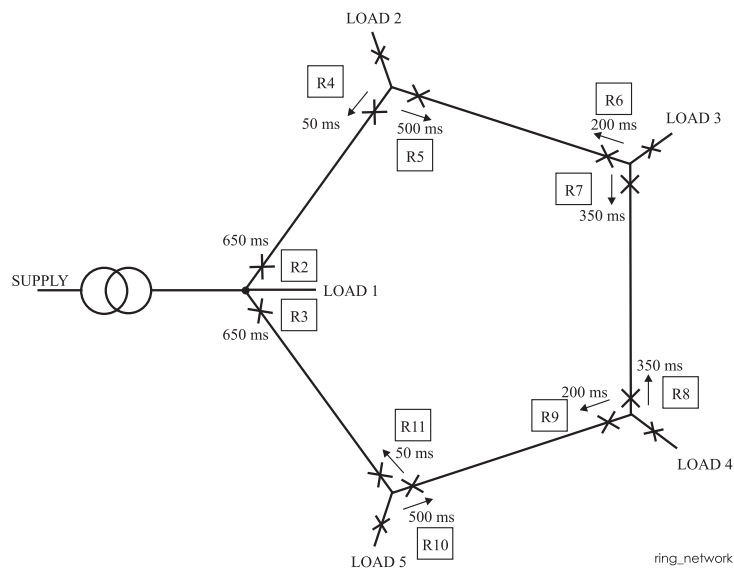 LOAD 2
R4
50 ms
500 ms
R5
R6
200 ms
LOAD 3
R7
350 ms
650 ms
R2
SUPPLY
LOAD 1
R3
650 ms
350 ms
R8
200 ms
R9
R11
50 ms
LOAD 4
500 ms
R10
LOAD 5
ring_network